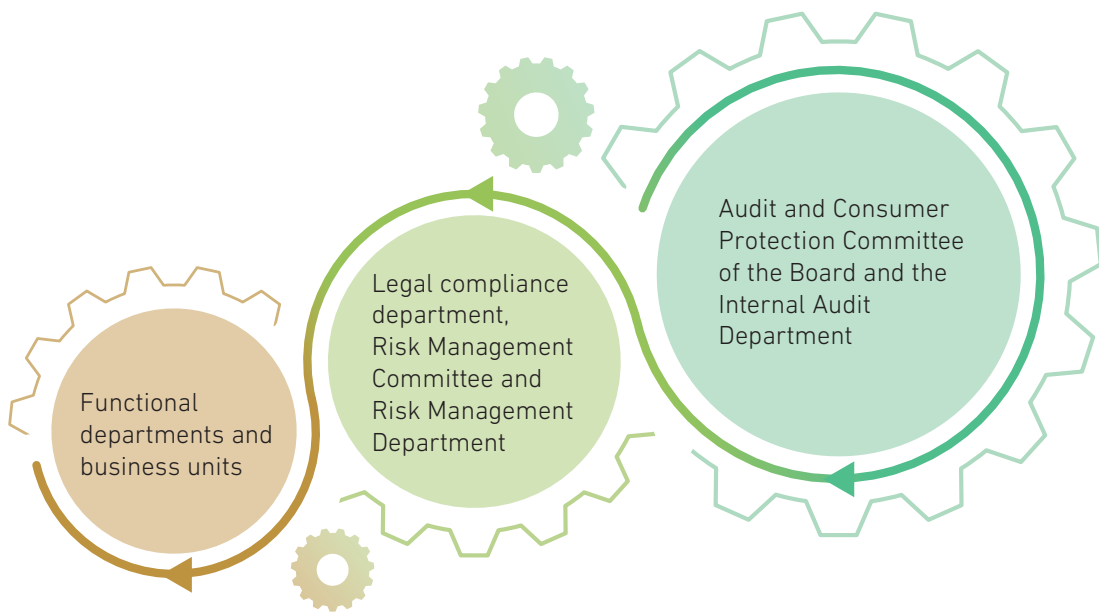 Functional
departments and
business units
Legal compliance
department,
Risk Management
Committee and
Risk Management
Department
Audit and Consumer
Protection Committee
of the Board and the
Internal Audit
Department